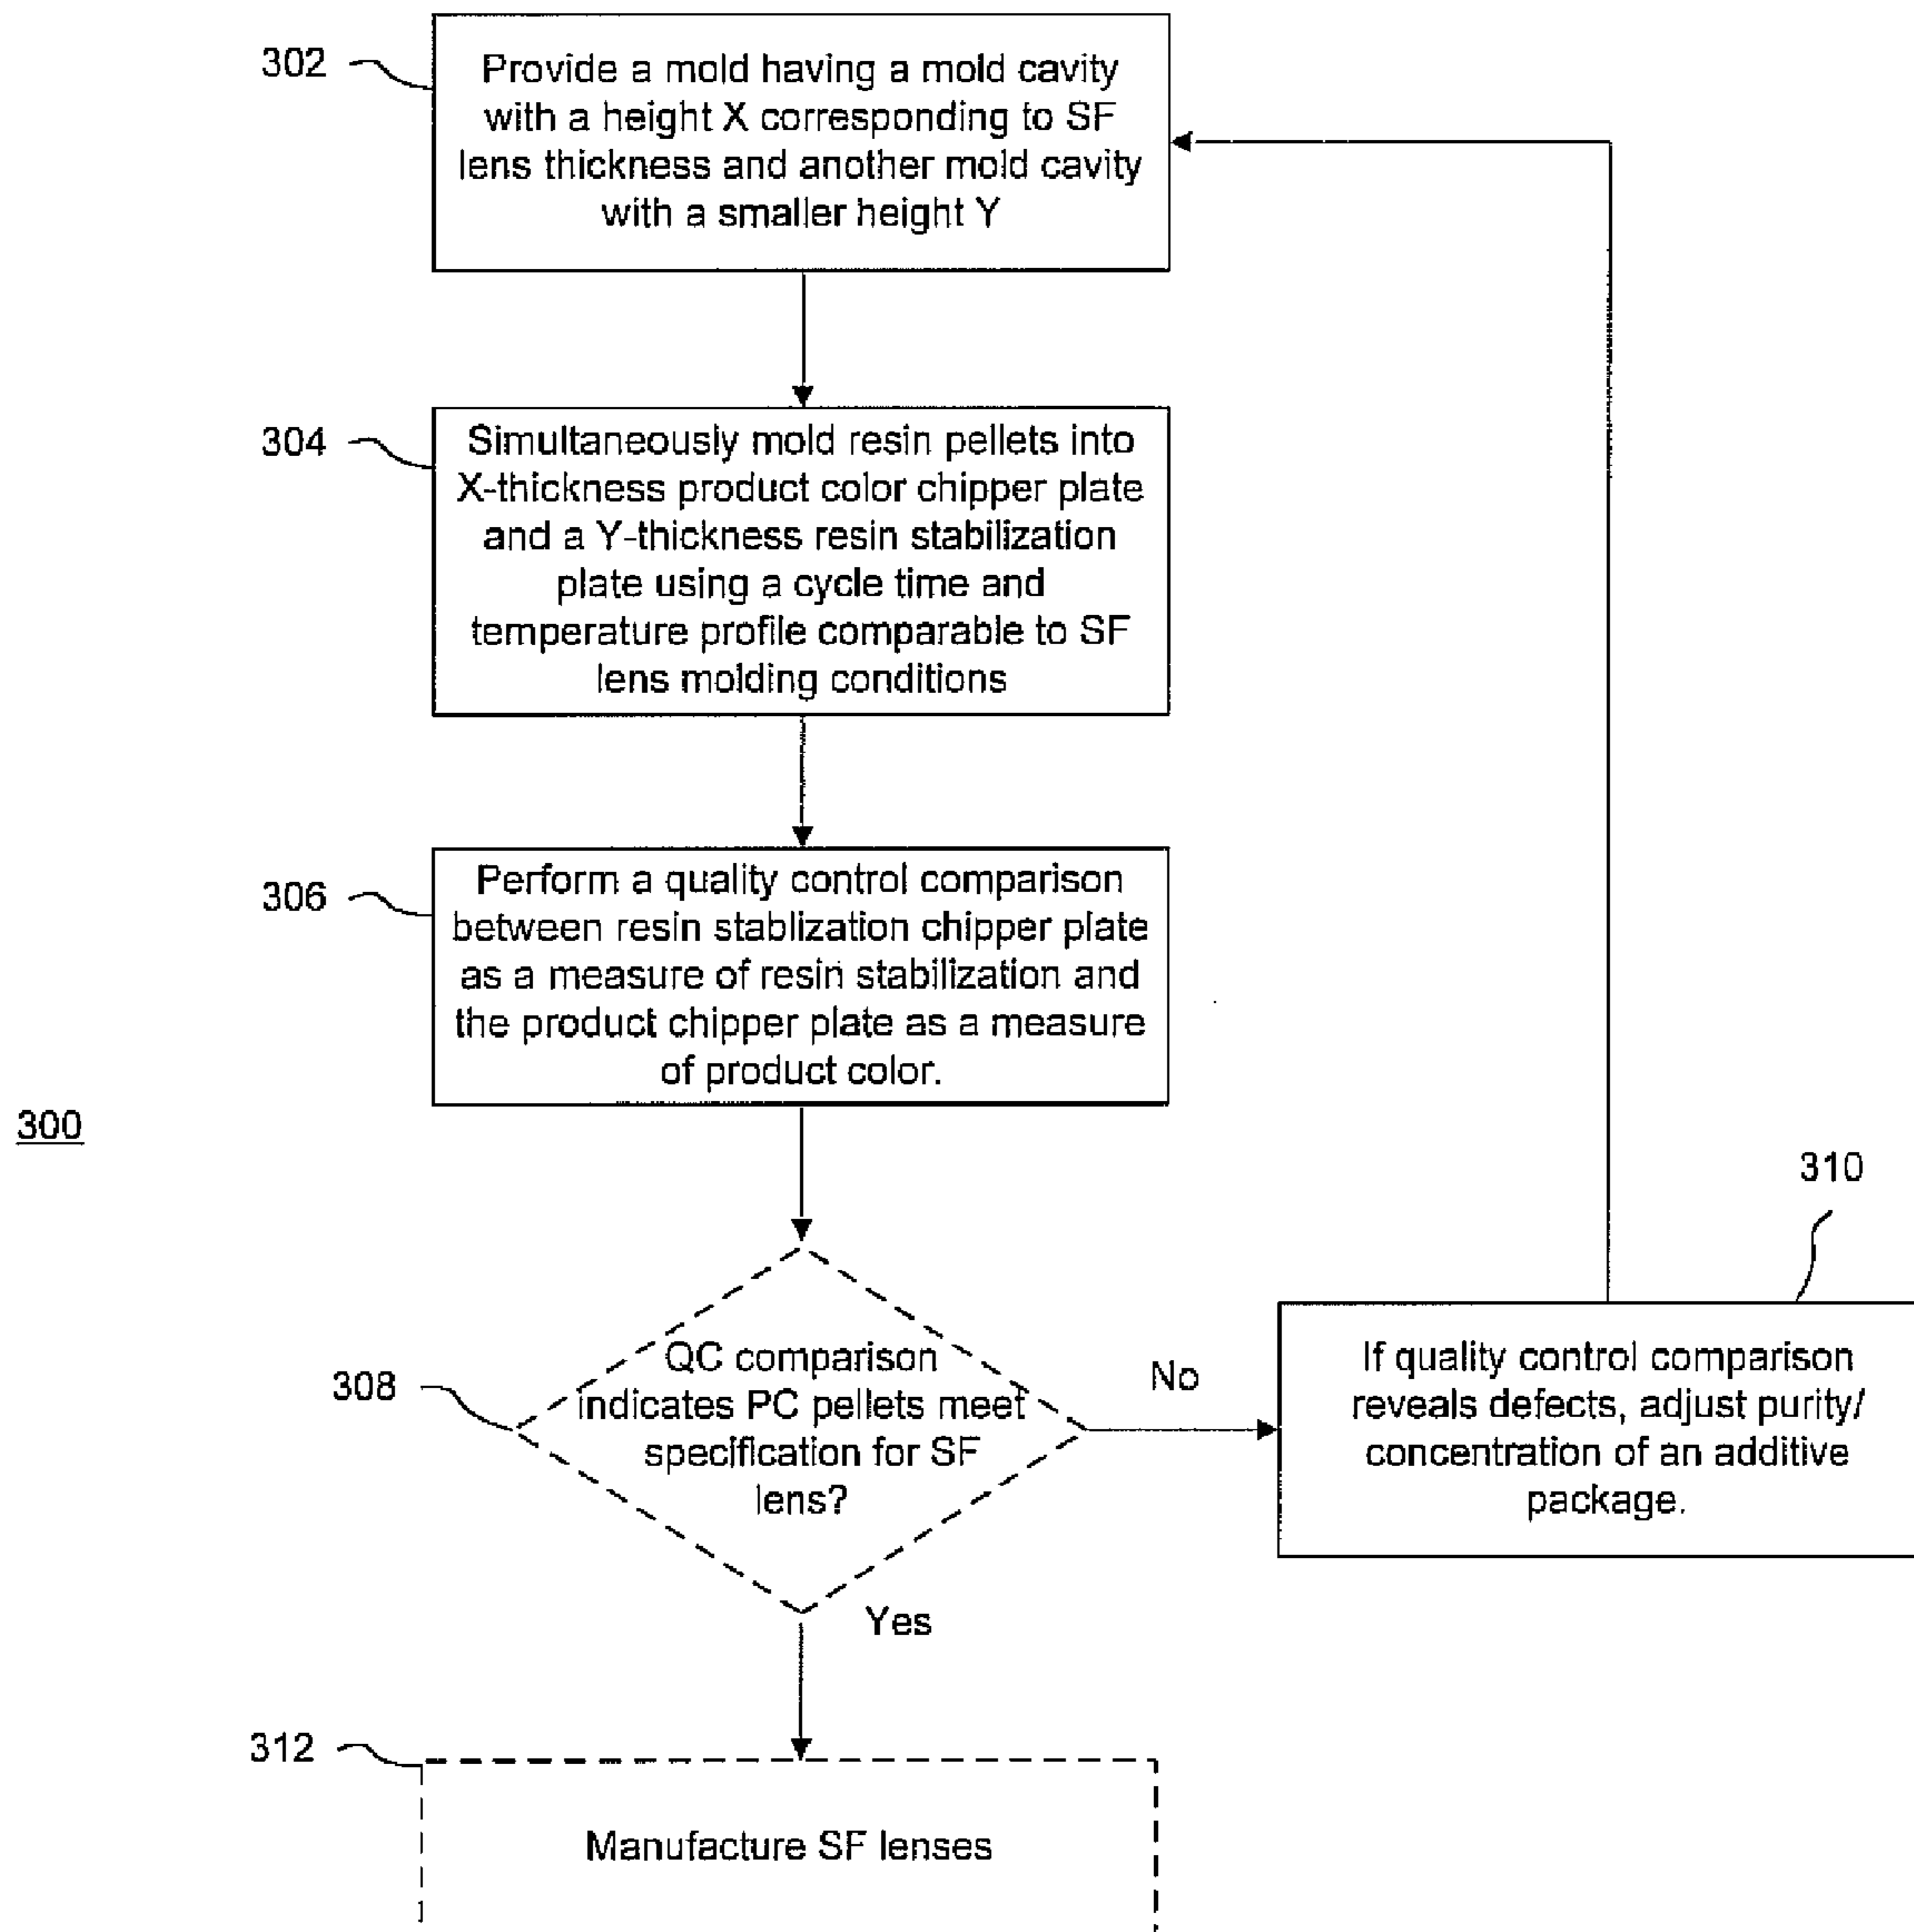 302
Provide a mold having a mold cavity
with a height X corresponding to SF
lens thickness and another mold cavity
with a smaller height Y
304
Simultaneously mold resin pellets into
X-thickness product color chipper plate
and a Y-thickness resin stabilization
plate using a cycle time and
temperature profile comparable to SF
lens molding conditions
306
Perform a quality control comparison
between resin stablization chipper plate
as a measure of resin stabilization and
the product chipper plate as a measure
of product color.
300
308
QC comparison
indicates PC pellets meet
specification for SF
lens?
No
310
If quality control comparison
reveals defects, adjust purity/
concentration of an additive
package.
Yes
312
Manufacture SF lenses